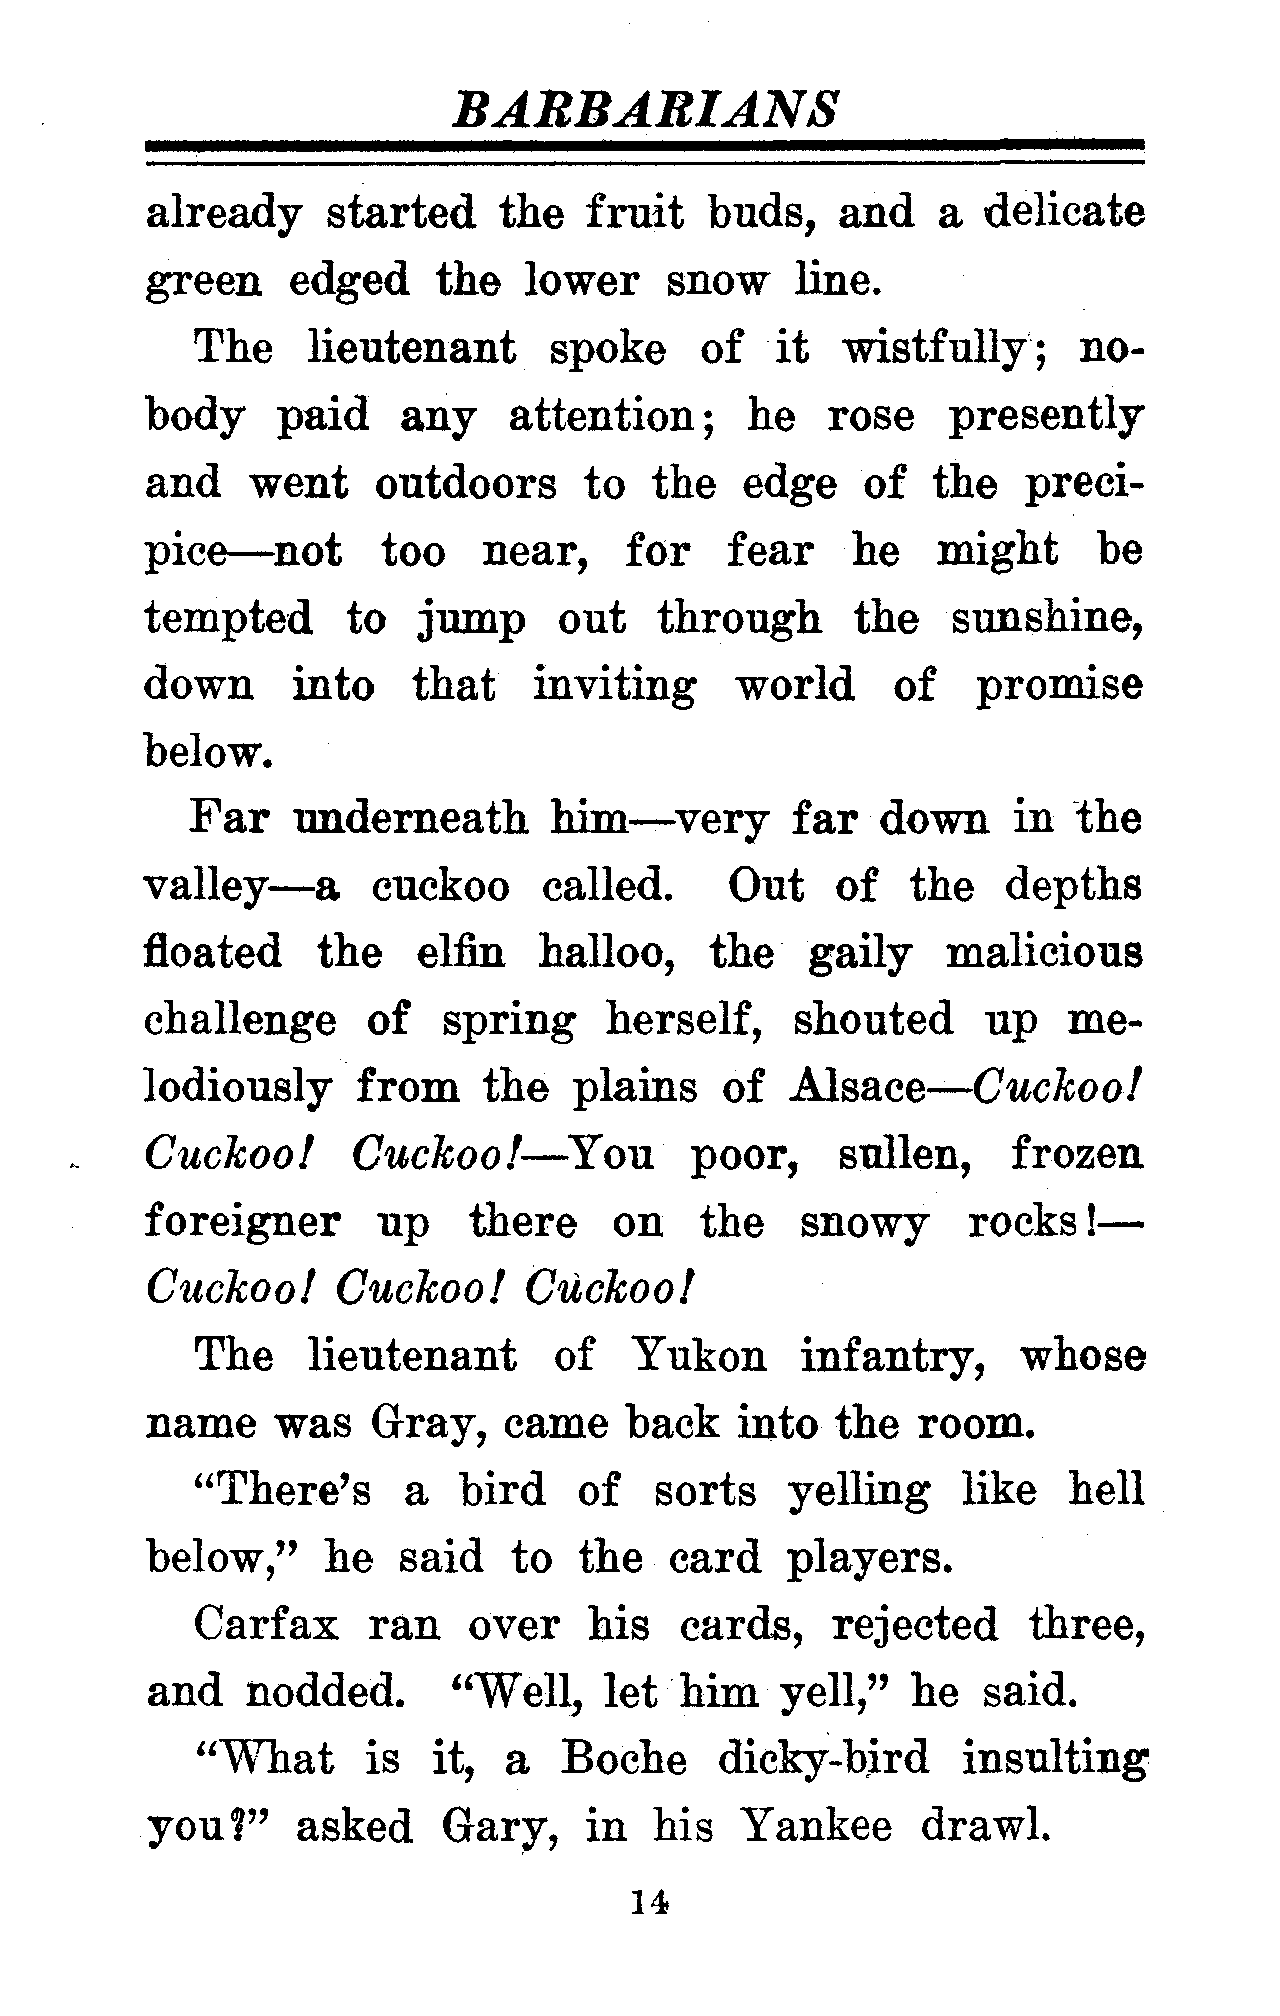 BARBARIANS
already started the fruit buds, and a delicate
green edged the lower snow line.
The lieutenant spoke of it wistfully; no-
body paid any attention; he rose presently
and went outdoors to the edge of the preci-
pice—not too near, for fear he might be
tempted to jump out through the sunshine,
down into that inviting world of promise
below.
Far underneath him—very far down in the
valley—a cuckoo called. Out of the depths
floated the elfin halloo, the gaily malicious
challenge of spring herself, shouted up me-
lodiously from the plains of Alsace—Cuckoo!
Cuckoo! Cuckoo!—You poor, sullen, frozen
foreigner up there on the snowy rocks!—
Cuckoo! Cuckoo! Cuckoo!
The lieutenant of Yukon infantry, whose
name was Gray, came back into the room.
“There’s a bird of sorts yelling like hell
below,” he said to the card players.
Carfax ran over his cards, rejected three,
and nodded. “Well, let him yell,” he said.
“What is it, a Boche dicky-bird insulting
you?” asked Gary, in his Yankee drawl.
14